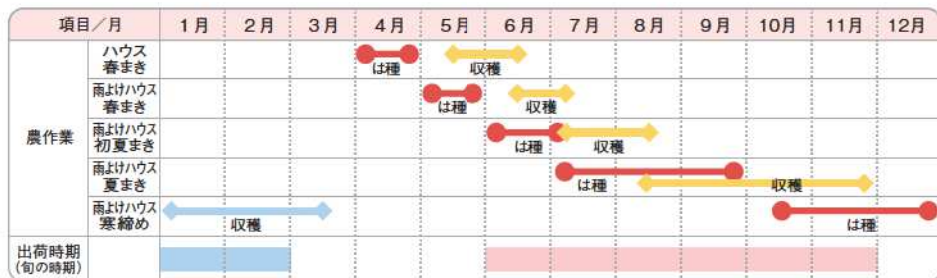 項目／月 1月 2月 3月 4月 5月 6月 7月 8月 9月 10月 11月 12月
農作業
ハウス
春まき
は種 収穫
雨よけハウス
春まき
は種 収穫
雨よけハウス
初夏まき
は種 収穫
雨よけハウス
夏まき
は種 収穫
雨よけハウス
寒締め
収穫 は種
出荷時期
(旬の時期)